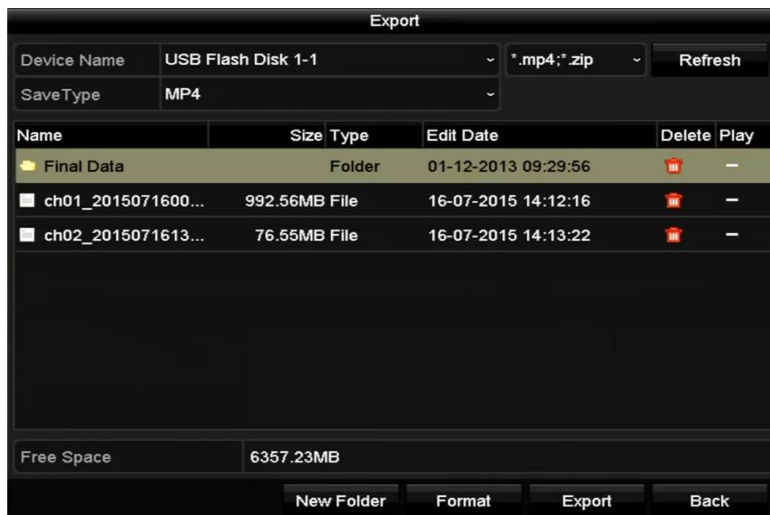 Export
Device Name USB Flash Disk 1-1 *.mp4;*.zip Refresh
SaveType MP4
Name Size Type Edit Date Delete Play
Final Data Folder 01-12-2013 09:29:56
ch01_2015071600... 992.56MB File 16-07-2015 14:12:16
ch02_2015071613... 76.55MB File 16-07-2015 14:13:22
Free Space 6357.23MB
New Folder Format Export Back